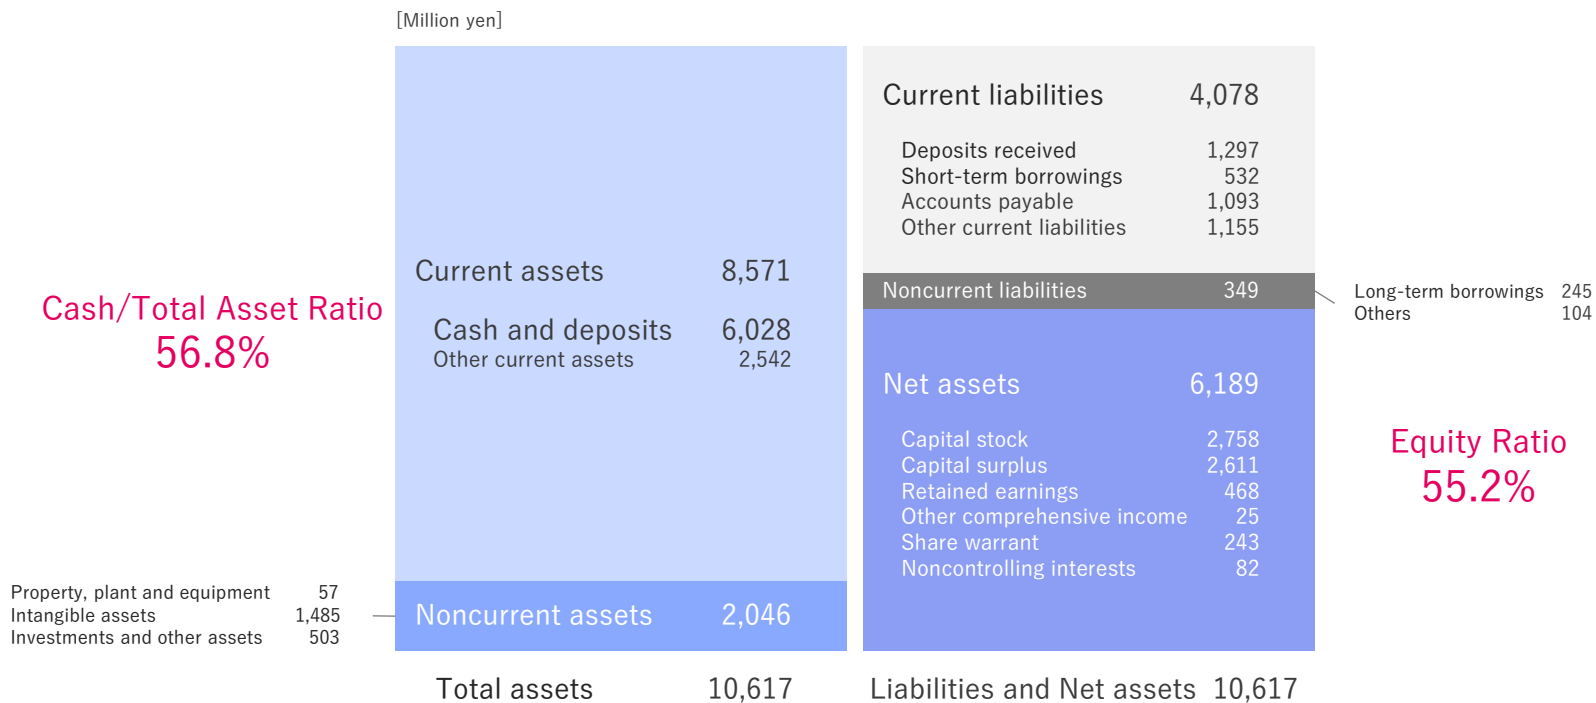 [Million yen]
Cash/Total Asset Ratio
56.8%
Current assets 8,571
Cash and deposits 6,028
Other current assets 2,542
Property, plant and equipment 57
Intangible assets 1,485
Investments and other assets 503
Noncurrent assets 2,046
Total assets 10,617
Current liabilities 4,078
Deposits received 1,297
Short-term borrowings 532
Accounts payable 1,093
Other current liabilities 1,155
Noncurrent liabilities 349
Long-term borrowings 245
Others 104
Net assets 6,189
Capital stock 2,758
Capital surplus 2,611
Retained earnings 468
Other comprehensive income 25
Share warrant 243
Noncontrolling interests 82
Equity Ratio
55.2%
Liabilities and Net assets 10,617